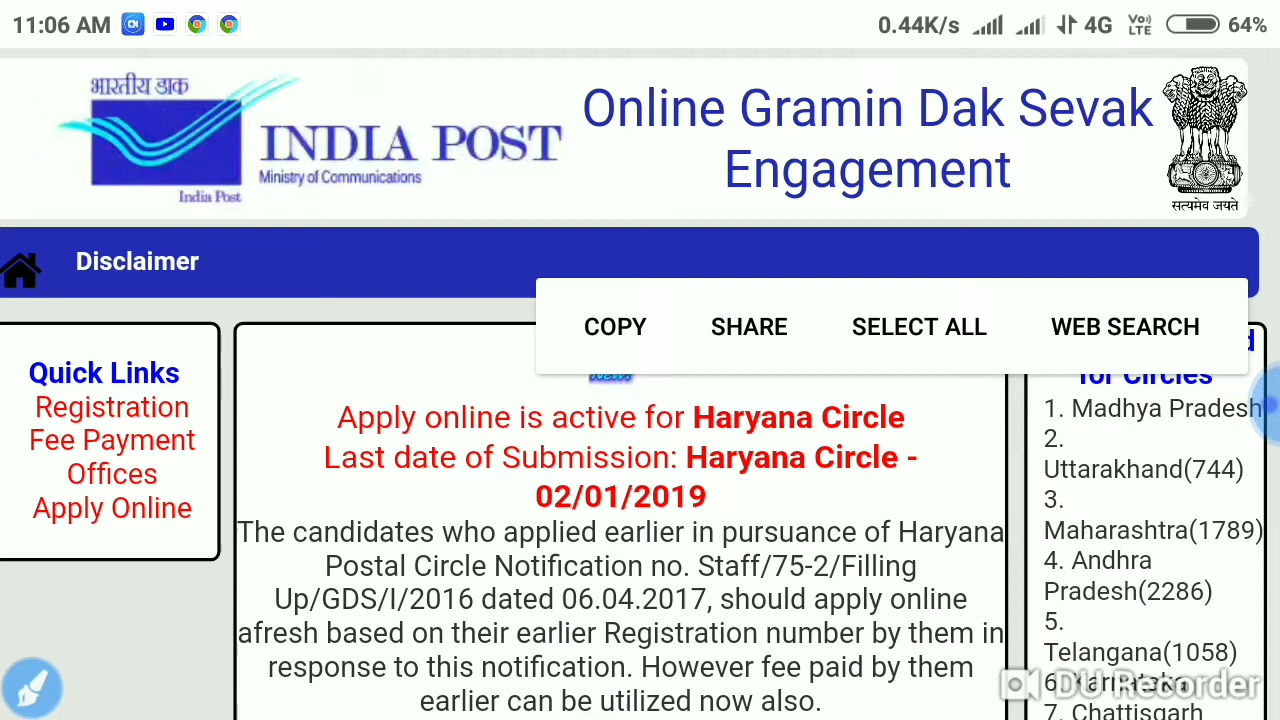 11:06 AM
0.44K/s
4G
Vo))
LTE
64%
भारतीय डाक
INDIA POST
Ministry of Communications
India Post
Online Gramin Dak Sevak
Engagement
सत्यमेव जयते
Disclaimer
COPY SHARE SELECT ALL WEB SEARCH
Quick Links
Registration
Fee Payment
Offices
Apply Online
New!
Apply online is active for Haryana Circle
Last date of Submission: Haryana Circle -
02/01/2019
The candidates who applied earlier in pursuance of Haryana
Postal Circle Notification no. Staff/75-2/Filling
Up/GDS/I/2016 dated 06.04.2017, should apply online
afresh based on their earlier Registration number by them in
response to this notification. However fee paid by them
earlier can be utilized now also.
for Circles
1. Madhya Pradesh
2.
Uttarakhand(744)
3.
Maharashtra(1789)
4. Andhra
Pradesh(2286)
5.
Telangana(1058)
6. Karnataka
7. Chattisgarh
DU Recorder